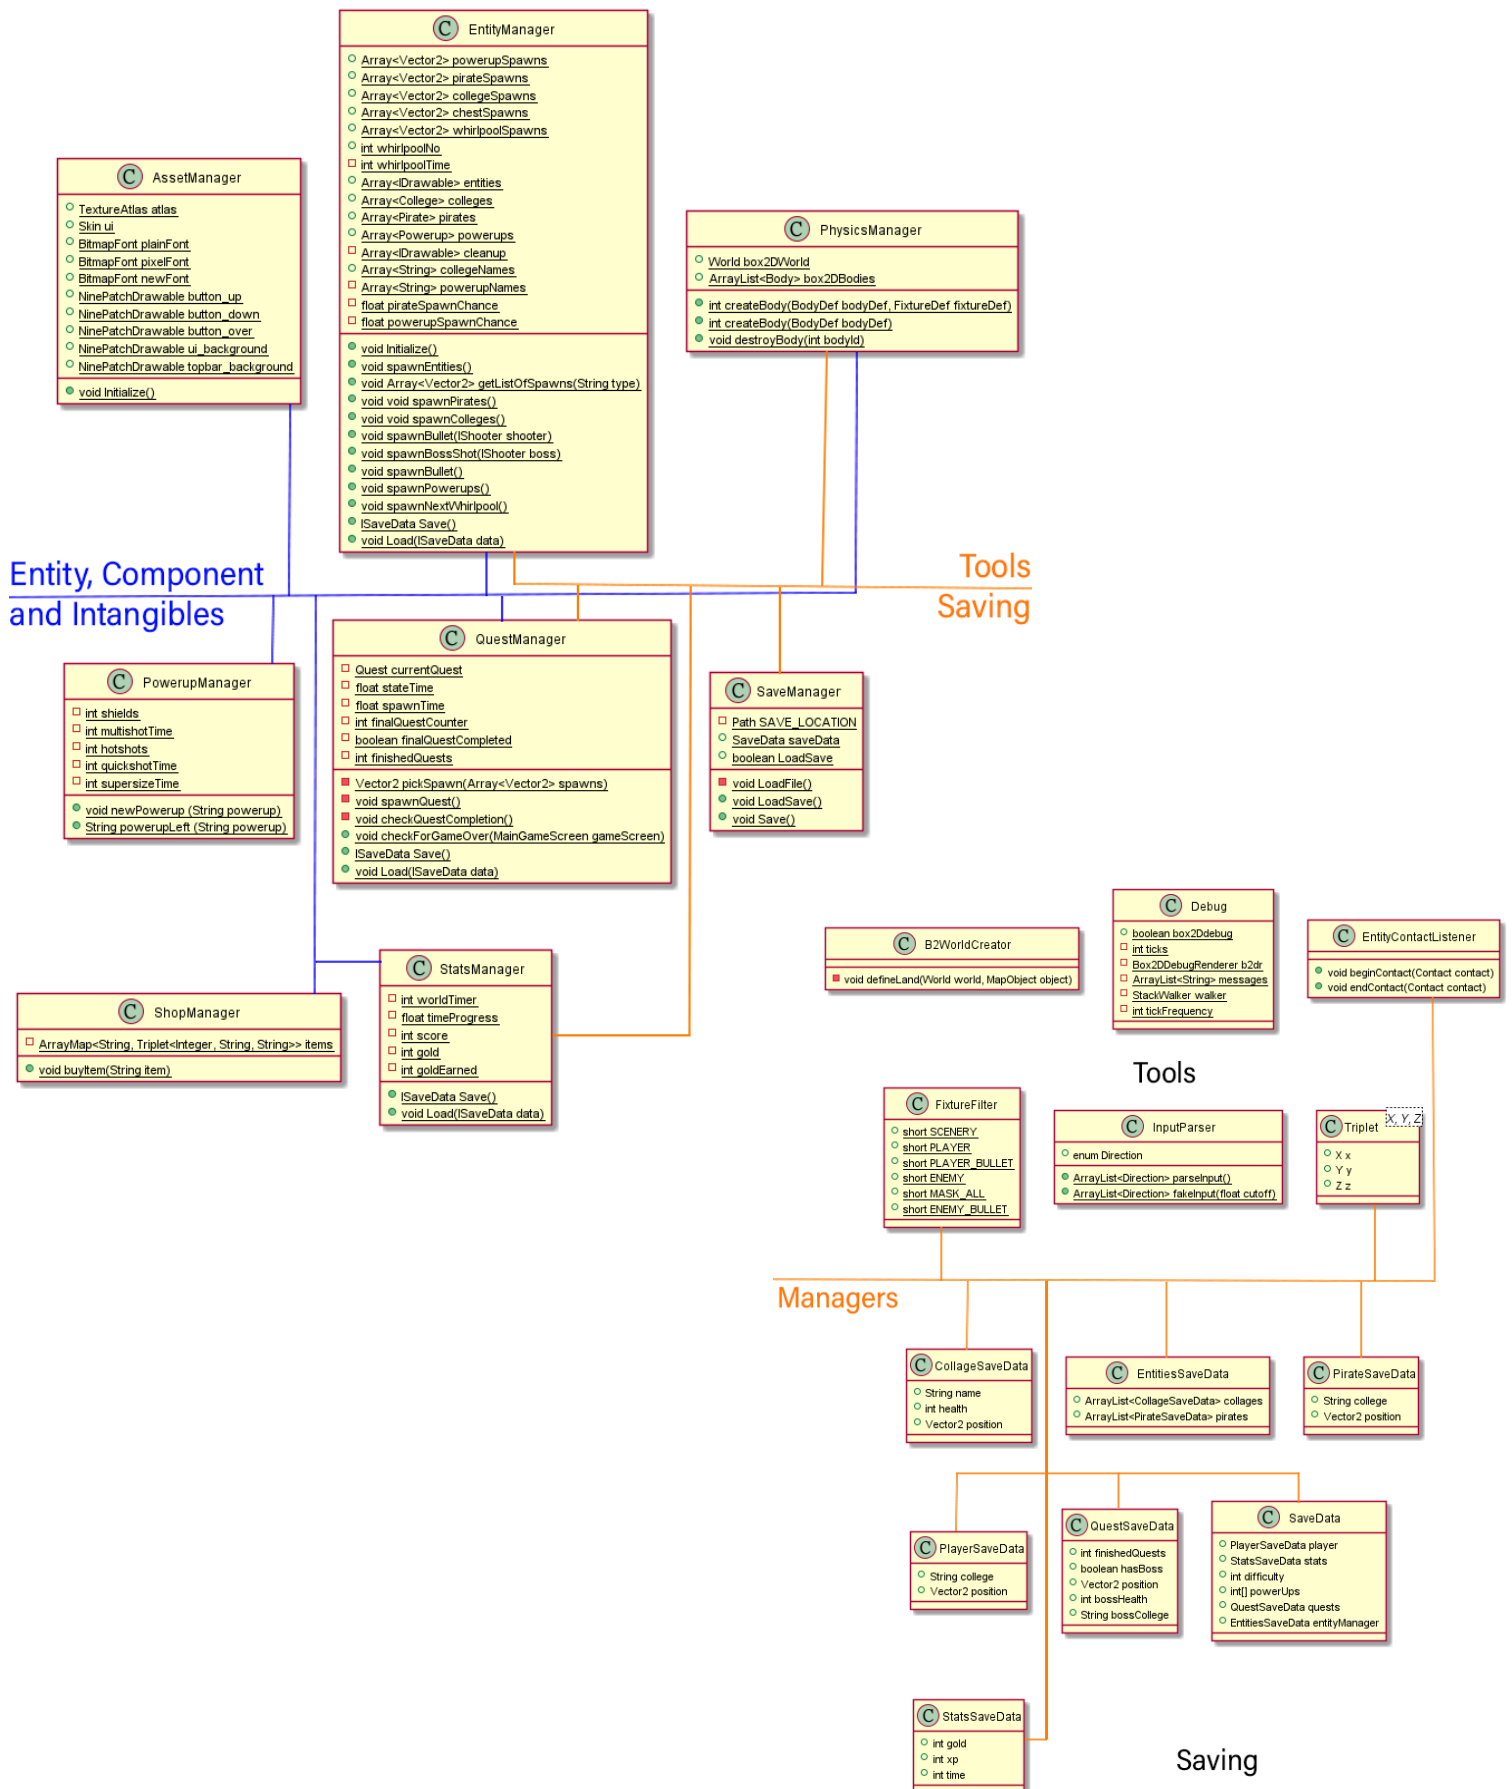 C EntityManager
Array<Vector2> powerupSpawns
Array<Vector2> pirateSpawns
Array<Vector2> collegeSpawns
Array<Vector2> chestSpawns
Array<Vector2> whirlpoolSpawns
int whirlpoolNo
int whirlpoolTime
Array<IDrawable> entities
Array<College> colleges
Array<Pirate> pirates
Array<Powerup> powerups
Array<IDrawable> cleanup
Array<String> collegeNames
Array<String> powerupNames
float pirateSpawnChance
float powerupSpawnChance
void Initialize()
void spawnEntities()
void Array<Vector2> getListOfSpawns(String type)
void void spawnPirates()
void void spawnColleges()
void spawnBullet(IShooter shooter)
void spawnBossShot(IShooter boss)
void spawnBullet()
void spawnPowerups()
void spawnNextWhirlpool()
ISaveData Save()
void Load(ISaveData data)
C AssetManager
TextureAtlas atlas
Skin ui
BitmapFont plainFont
BitmapFont pixelFont
BitmapFont newFont
NinePatchDrawable button_up
NinePatchDrawable button_down
NinePatchDrawable button_over
NinePatchDrawable ui_background
NinePatchDrawable topbar_background
void Initialize()
C PhysicsManager
World box2DWorld
ArrayList<Body> box2DBodies
int createBody(BodyDef bodyDef, FixtureDef fixtureDef)
int createBody(BodyDef bodyDef)
void destroyBody(int bodyId)
Entity, Component
and Intangibles
Tools
Saving
C PowerupManager
int shields
int multishotTime
int hotshots
int quickshotTime
int supersizeTime
void newPowerup (String powerup)
String powerupLeft (String powerup)
C QuestManager
Quest currentQuest
float stateTime
float spawnTime
int finalQuestCounter
boolean finalQuestCompleted
int finishedQuests
Vector2 pickSpawn(Array<Vector2> spawns)
void spawnQuest()
void checkQuestCompletion()
void checkForGameOver(MainGameScreen gameScreen)
ISaveData Save()
void Load(ISaveData data)
C SaveManager
Path SAVE_LOCATION
SaveData saveData
boolean LoadSave
void LoadFile()
void LoadSave()
void Save()
C ShopManager
ArrayMap<String, Triplet<Integer, String, String>> items
void buyItem(String item)
C StatsManager
int worldTimer
float timeProgress
int score
int gold
int goldEarned
ISaveData Save()
void Load(ISaveData data)
C B2WorldCreator
void defineLand(World world, MapObject object)
C Debug
boolean box2Ddebug
int ticks
Box2DDebugRenderer b2dr
ArrayList<String> messages
StackWalker walker
int tickFrequency
C EntityContactListener
void beginContact(Contact contact)
void endContact(Contact contact)
Tools
C FixtureFilter
short SCENERY
short PLAYER
short PLAYER_BULLET
short ENEMY
short MASK_ALL
short ENEMY_BULLET
C InputParser
enum Direction
ArrayList<Direction> parseInput()
ArrayList<Direction> fakeInput(float cutoff)
C Triplet
X, Y, Z
X x
Y y
Z z
Managers
C CollageSaveData
String name
int health
Vector2 position
C EntitiesSaveData
ArrayList<CollageSaveData> collages
ArrayList<PirateSaveData> pirates
C PirateSaveData
String college
Vector2 position
C PlayerSaveData
String college
Vector2 position
C QuestSaveData
int finishedQuests
boolean hasBoss
Vector2 position
int bossHealth
String bossCollege
C SaveData
PlayerSaveData player
StatsSaveData stats
int difficulty
int[] powerUps
QuestSaveData quests
EntitiesSaveData entityManager
C StatsSaveData
int gold
int xp
int time
Saving